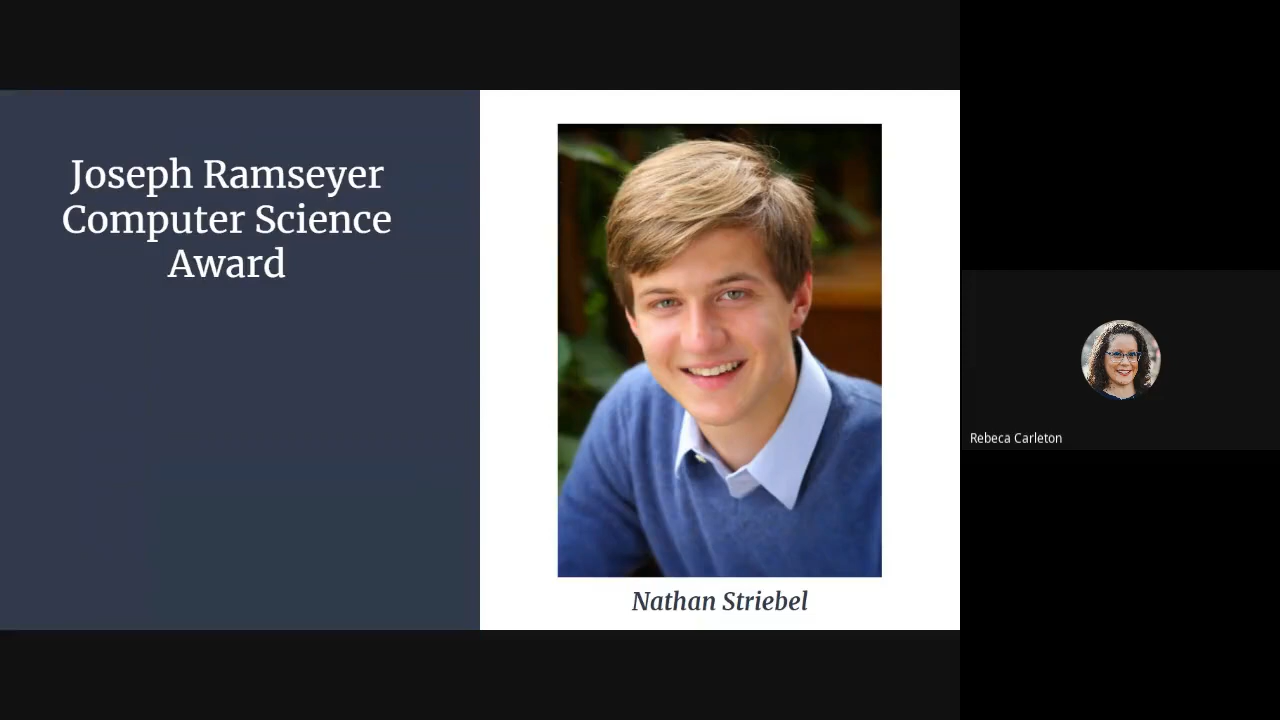 Joseph Ramseyer
Computer Science
Award
Nathan Striebel
Rebeca Carleton